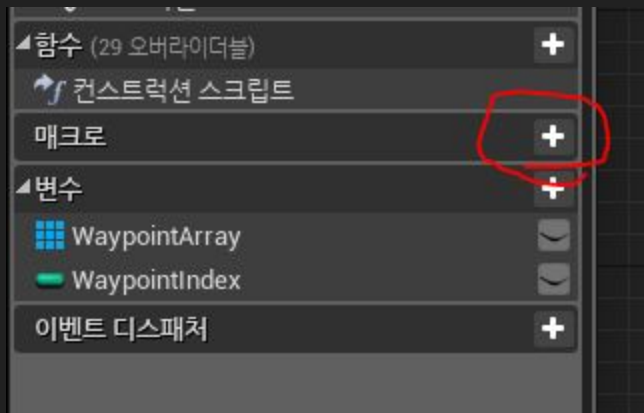 함수 (29 오버라이더블)
컨스트럭션 스크립트
매크로
변수
WaypointArray
WaypointIndex
이벤트 디스패처